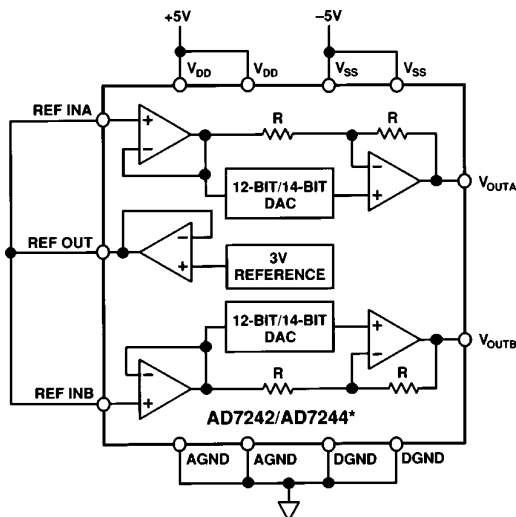 +5V
–5V
VDD
VDD
VSS
VSS
REF INA
R
R
+
–
–
+
12-BIT/14-BIT
DAC
VOUTA
REF OUT
–
+
3V
REFERENCE
12-BIT/14-BIT
DAC
+
–
VOUTB
–
+
R
R
REF INB
AD7242/AD7244*
AGND
AGND
DGND
DGND